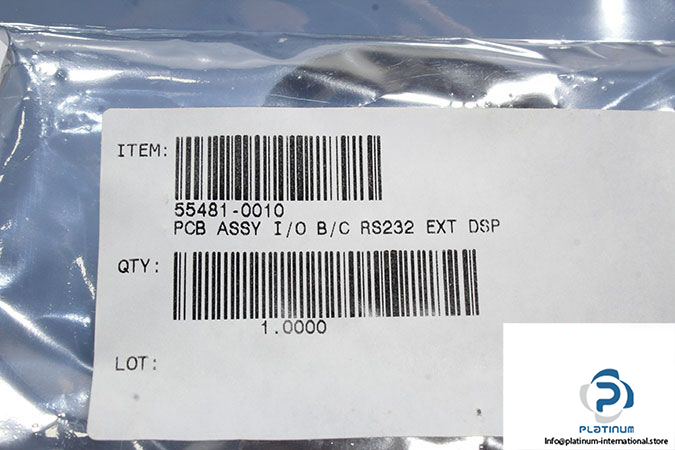 ITEM:
55481-0010
PCB ASSY I/O B/C RS232 EXT DSP
QTY:
1.0000
LOT:
PLATINUM
Info@platinum-international.store